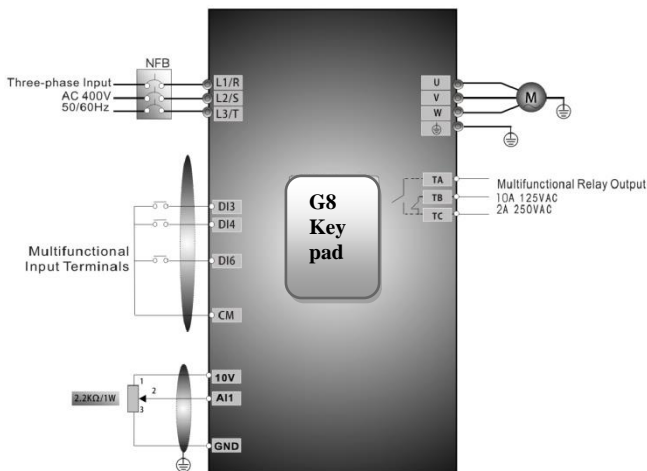 NFB
Three-phase Input
AC 400V
50/60Hz
L1/R
L2/S
L3/T
U
V
W
M
TA
TB
TC
Multifunctional Relay Output
10A 125VAC
2A 250VAC
G8
Key
pad
Multifunctional
Input Terminals
DI3
DI4
DI6
CM
2.2KΩ/1W
1
2
3
10V
AI1
GND